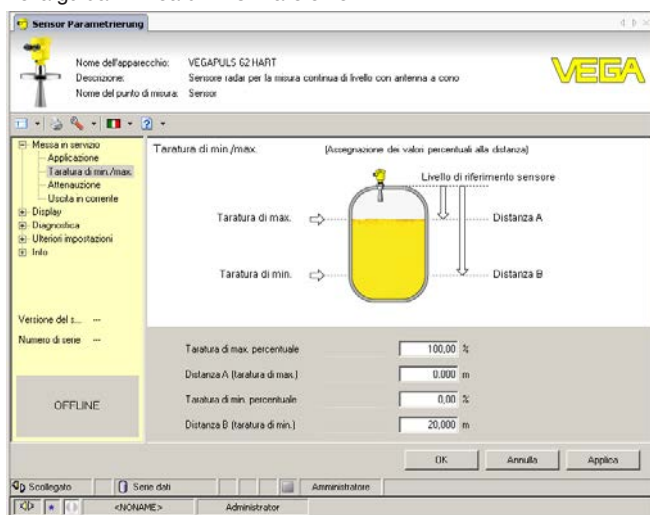 Sensor Parametrierung
Nome dell'apparecchio: VEGAPULS 62 HART
Descrizione: Sensore radar per la misura continua di livello con antenna a cono
Nome del punto di misura: Sensor
VEGA
Messa in servizio
Applicazione
Taratura di min./max.
Attenauzione
Uscita in corrente
Display
Diagnostica
Ulteriori impostazioni
Info
Versione del s... ---
Numero di serie ---
OFFLINE
Taratura di min./max. (Assegnazione dei valori percentuali alla distanza)
Livello di riferimento sensore
Taratura di max. Distanza A
Taratura di min. Distanza B
Taratura di max. percentuale 100,00 %
Distanza A (taratura di max.) 0.000 m
Taratura di min. percentuale 0,00 %
Distanza B (taratura di min.) 20,000 m
OK Annulla Applica
Scollegato Serie dati Amministratore
<NONAME> Administrator